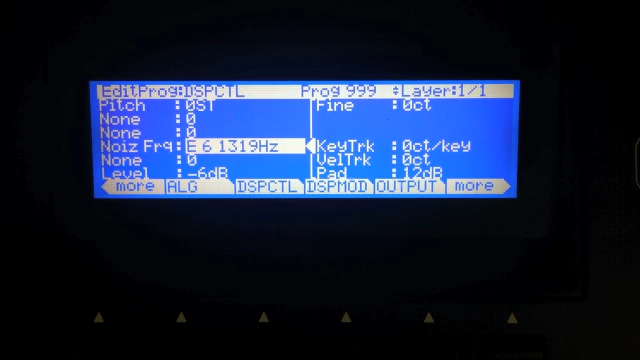 EditProg:DSPCTL Prog 999 ÷Layer:1/1
Pitch :0ST Fine :0ct
None :0
None :0
Noiz Frq:E 6 1319Hz KeyTrk :0ct/key
None :0 VelTrk :0ct
Level :-6dB Pad :12dB
more ALG DSPCTL DSPMOD OUTPUT more